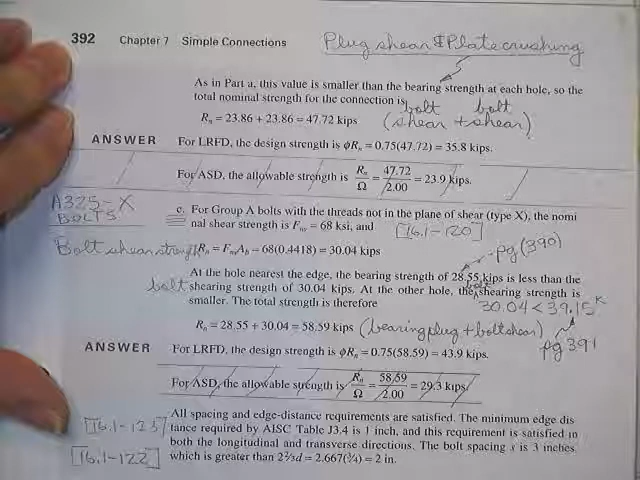 392 Chapter 7 Simple Connections
Plug shear & Plate crushing
As in Part a, this value is smaller than the bearing strength at each hole, so the
total nominal strength for the connection is
bolt bolt
Rₙ = 23.86 + 23.86 = 47.72 kips (shear + shear)
ANSWER For LRFD, the design strength is ϕRₙ = 0.75(47.72) = 35.8 kips.
For ASD, the allowable strength is Rₙ/Ω = 47.72/2.00 = 23.9 kips.
A325-X
BOLTS
c. For Group A bolts with the threads not in the plane of shear (type X), the nomi
nal shear strength is Fₙᵥ = 68 ksi, and [16.1-120]
Bolt shear strength Rₙ = FₙᵥA_b = 68(0.4418) = 30.04 kips
pg (390)
At the hole nearest the edge, the bearing strength of 28.55 kips is less than the
bolt shearing strength of 30.04 kips. At the other hole, the bolt shearing strength is
smaller. The total strength is therefore 30.04 < 39.15ᴷ
Rₙ = 28.55 + 30.04 = 58.59 kips (bearing plug + bolt shear)
pg 391
ANSWER For LRFD, the design strength is ϕRₙ = 0.75(58.59) = 43.9 kips.
For ASD, the allowable strength is Rₙ/Ω = 58.59/2.00 = 29.3 kips
All spacing and edge-distance requirements are satisfied. The minimum edge dis
[16.1-123] tance required by AISC Table J3.4 is 1 inch, and this requirement is satisfied in
both the longitudinal and transverse directions. The bolt spacing s is 3 inches,
[16.1-122] which is greater than 2⅔d = 2.667(¾) = 2 in.